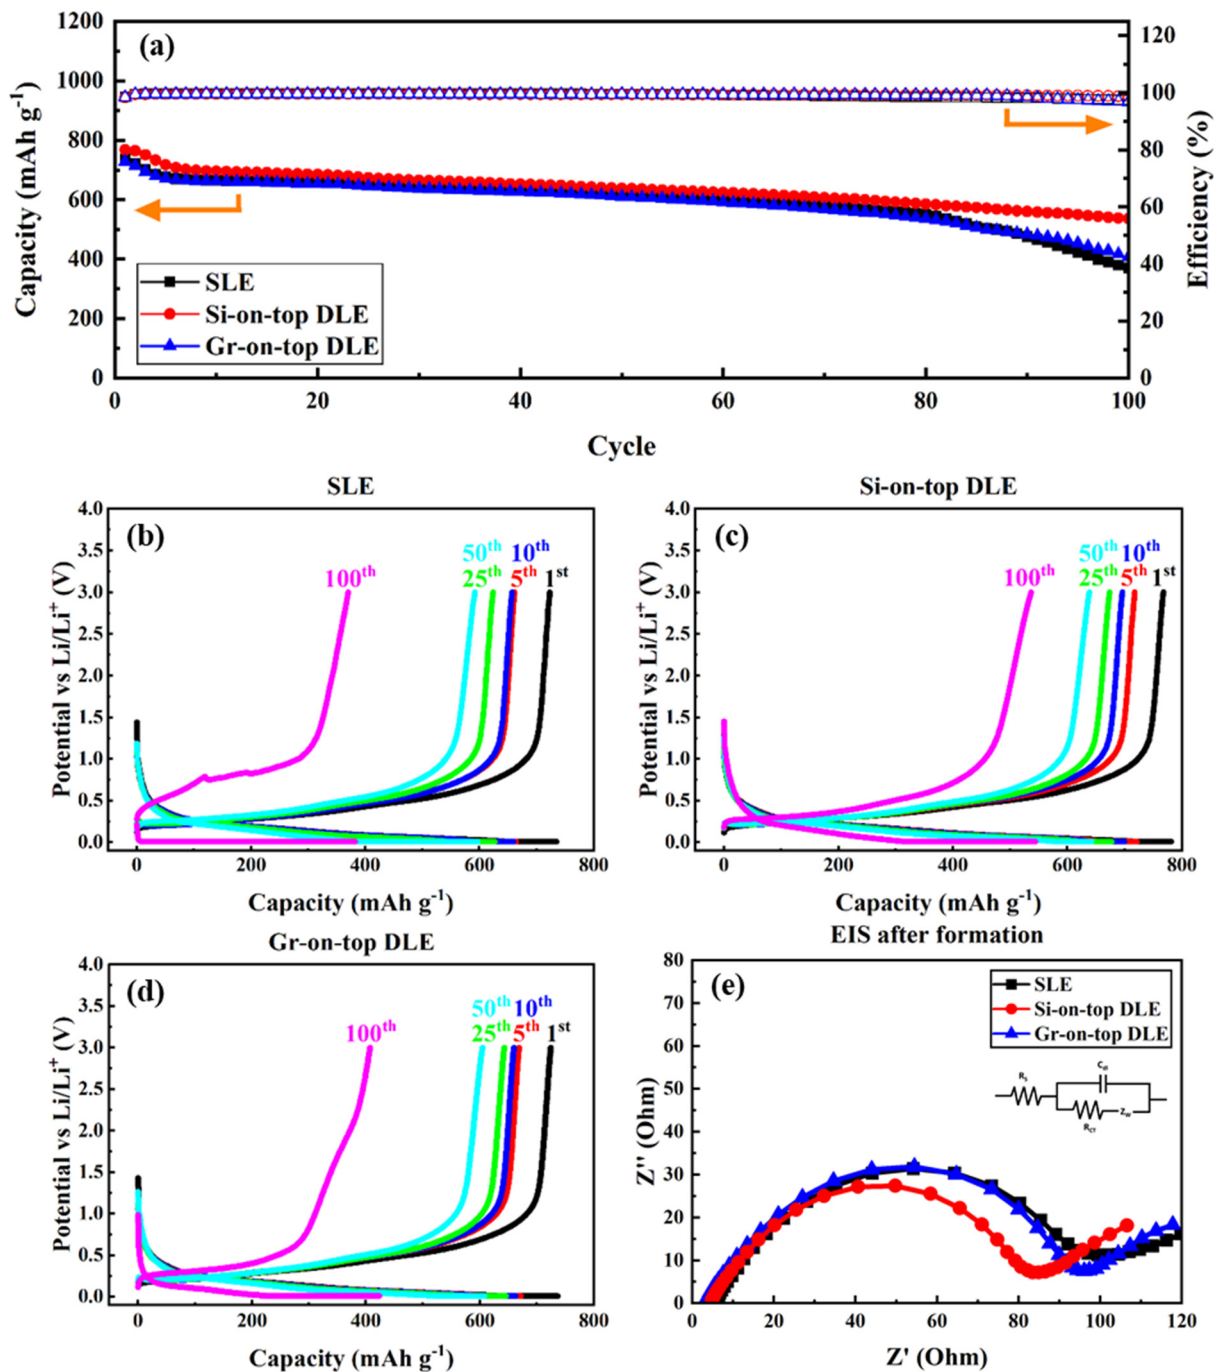 (a)
1200
1000
800
600
400
200
0
Capacity (mAh g⁻¹)
120
100
80
60
40
20
0
Efficiency (%)
SLE
Si-on-top DLE
Gr-on-top DLE
0 20 40 60 80 100
Cycle
SLE
(b)
4.0
3.5
3.0
2.5
2.0
1.5
1.0
0.5
0.0
Potential vs Li/Li⁺ (V)
50th 10th
100th 25th 5th 1st
0 200 400 600 800
Capacity (mAh g⁻¹)
Si-on-top DLE
(c)
4.0
3.5
3.0
2.5
2.0
1.5
1.0
0.5
0.0
Potential vs Li/Li⁺ (V)
50th 10th
100th 25th 5th 1st
0 200 400 600 800
Capacity (mAh g⁻¹)
Gr-on-top DLE
(d)
4.0
3.5
3.0
2.5
2.0
1.5
1.0
0.5
0.0
Potential vs Li/Li⁺ (V)
50th 10th
100th 25th 5th 1st
0 200 400 600 800
Capacity (mAh g⁻¹)
EIS after formation
(e)
80
70
60
50
40
30
20
10
0
Z'' (Ohm)
SLE
Si-on-top DLE
Gr-on-top DLE
Rs
Cdl
Zw
RCT
0 20 40 60 80 100 120
Z' (Ohm)